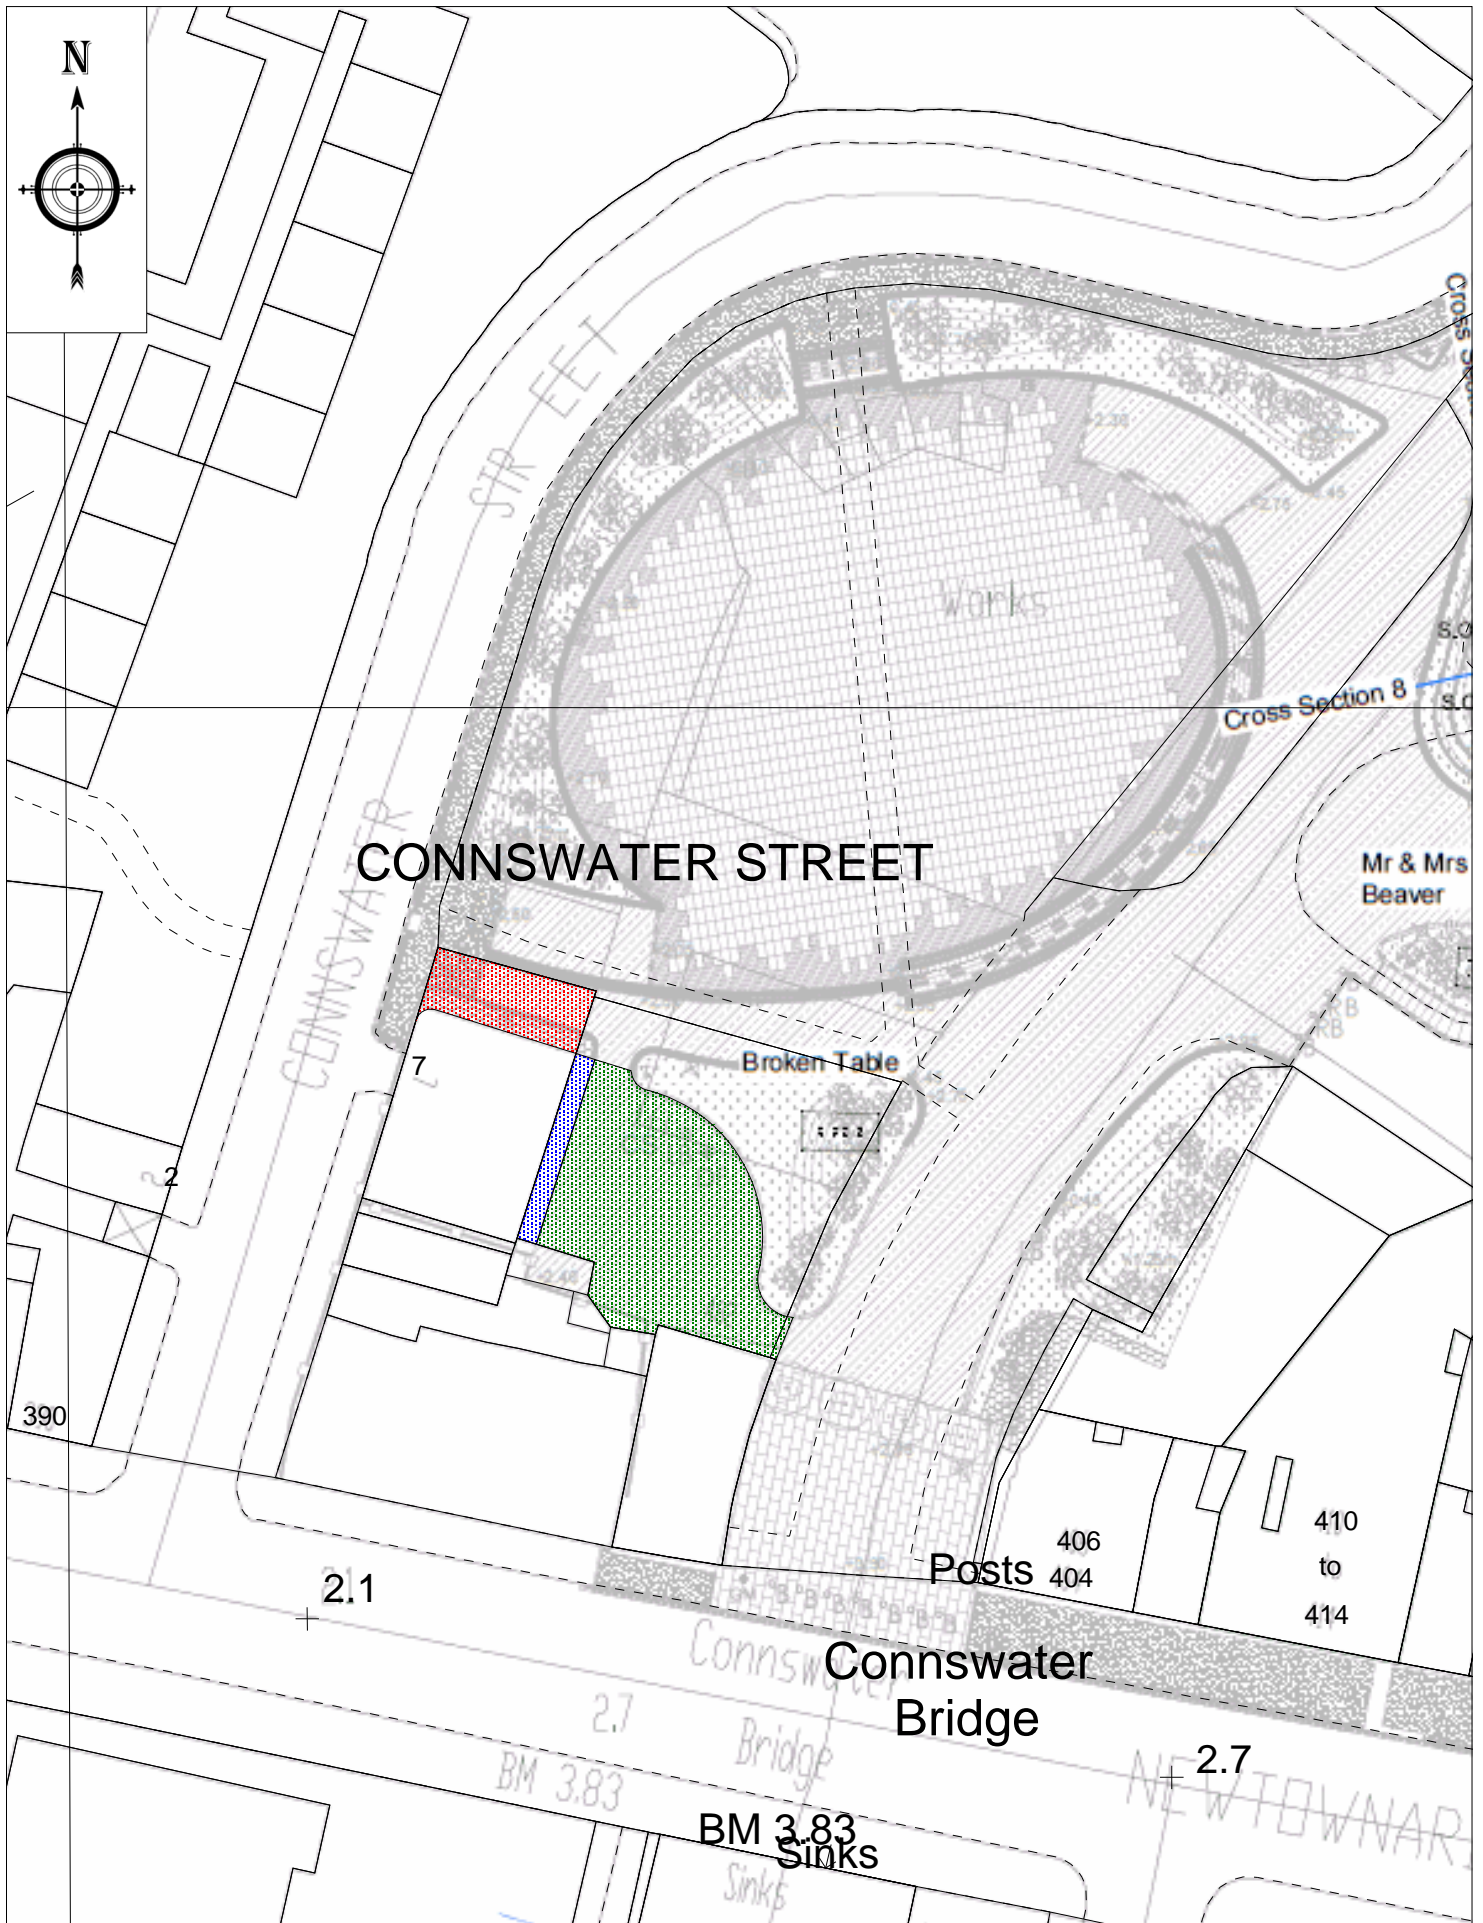 N
STREET
Works
Cross Section 8
S.C
S.C
CONNSWATER
CONNSWATER STREET
Mr & Mrs
Beaver
RB
RB
7
Broken Table
2
390
406
404
410
to
414
Posts
2.1
Connswater
Connswater
Bridge
2.7
Bridge
2.7
BM 3.83
NEWTOWNAR
BM 3.83
Sinks
Sinks